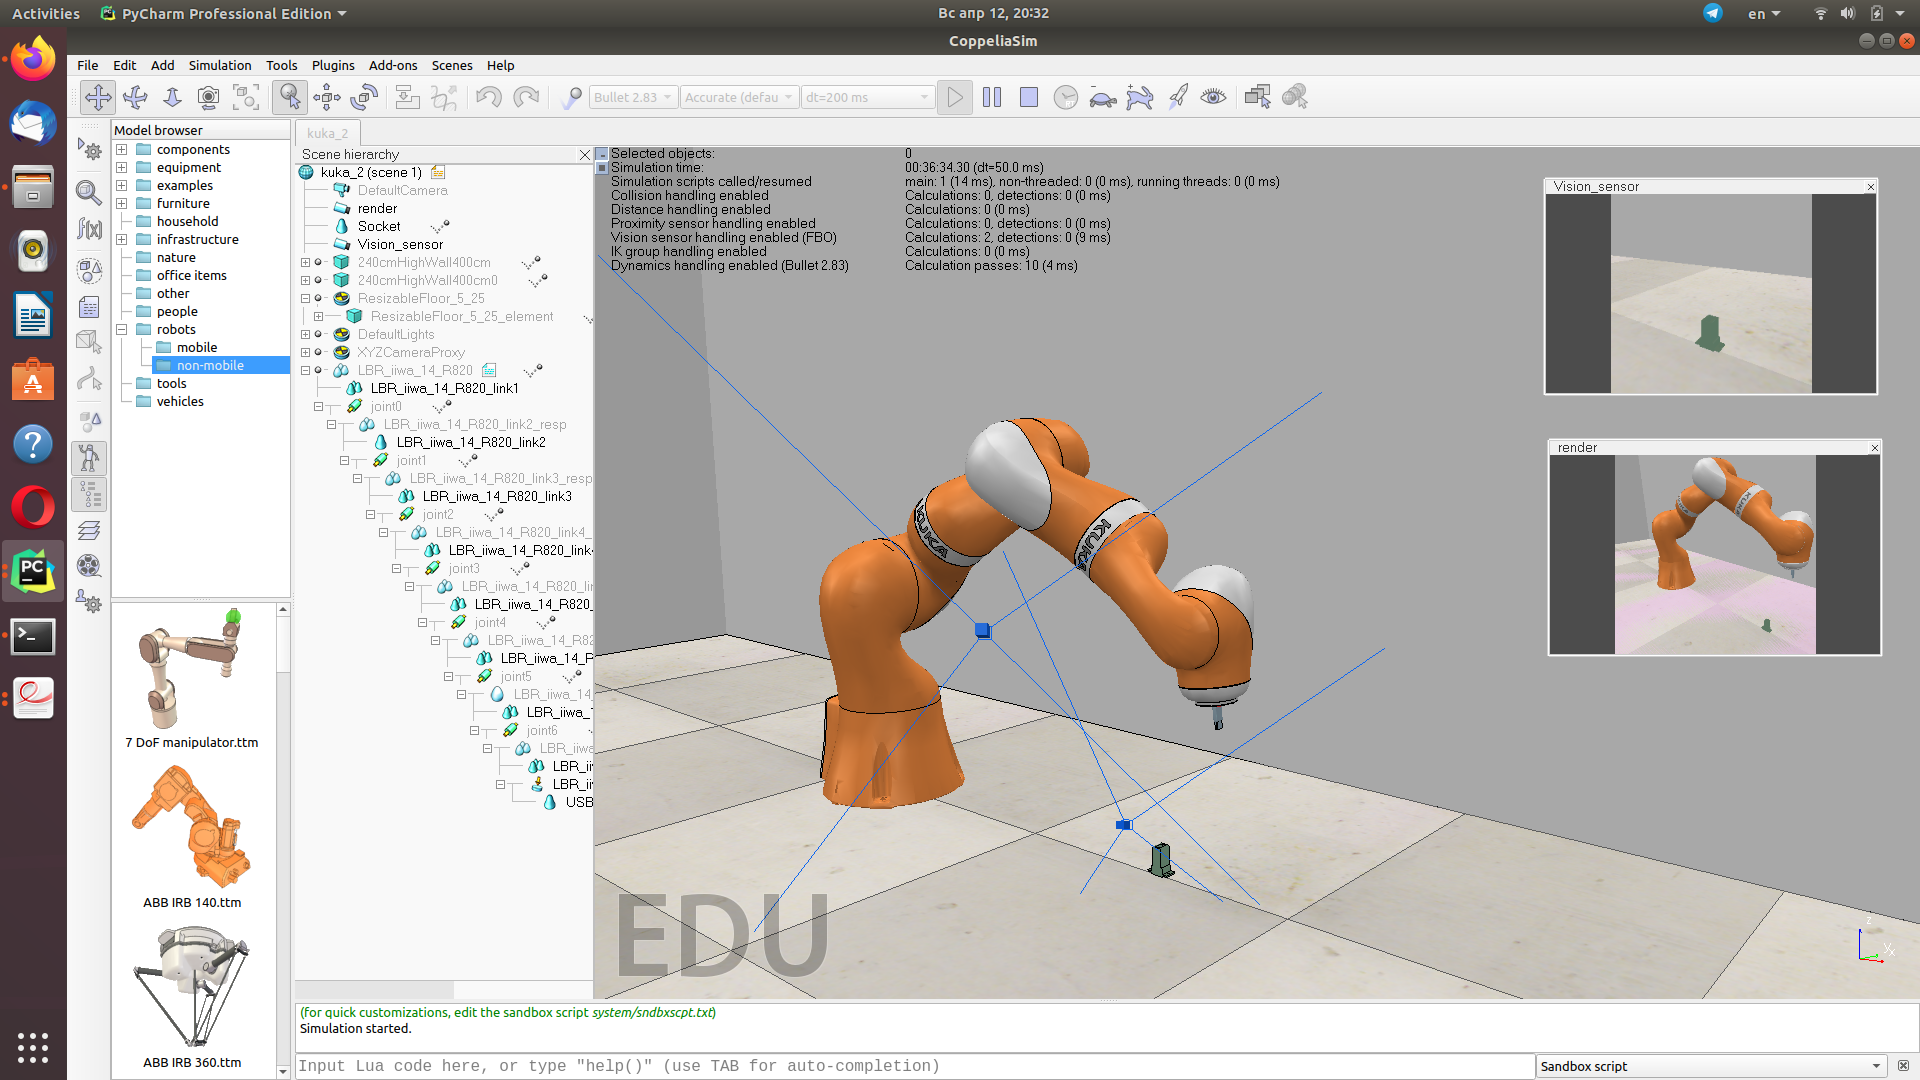 Activities
PyCharm Professional Edition
Вс апр 12, 20:32
en
CoppeliaSim
File Edit Add Simulation Tools Plugins Add-ons Scenes Help
Bullet 2.83
Accurate (defau
dt=200 ms
Model browser
components
equipment
examples
furniture
household
infrastructure
nature
office items
other
people
robots
mobile
non-mobile
tools
vehicles
7 DoF manipulator.ttm
ABB IRB 140.ttm
ABB IRB 360.ttm
kuka_2
Scene hierarchy
kuka_2 (scene 1)
DefaultCamera
render
Socket
Vision_sensor
240cmHighWall400cm
240cmHighWall400cm0
ResizableFloor_5_25
ResizableFloor_5_25_element
DefaultLights
XYZCameraProxy
LBR_iiwa_14_R820
LBR_iiwa_14_R820_link1
joint0
LBR_iiwa_14_R820_link2_resp
LBR_iiwa_14_R820_link2
joint1
LBR_iiwa_14_R820_link3_resp
LBR_iiwa_14_R820_link3
joint2
LBR_iiwa_14_R820_link4_
LBR_iiwa_14_R820_link
joint3
LBR_iiwa_14_R820_li
LBR_iiwa_14_R820_
joint4
LBR_iiwa_14_R82
LBR_iiwa_14_R
joint5
LBR_iiwa_14_
LBR_iiwa_
joint6
LBR_iiwa
LBR_ii
LBR_ii
USB
Selected objects: 0
Simulation time: 00:36:34.30 (dt=50.0 ms)
Simulation scripts called/resumed main: 1 (14 ms), non-threaded: 0 (0 ms), running threads: 0 (0 ms)
Collision handling enabled Calculations: 0, detections: 0 (0 ms)
Distance handling enabled Calculations: 0 (0 ms)
Proximity sensor handling enabled Calculations: 0, detections: 0 (0 ms)
Vision sensor handling enabled (FBO) Calculations: 2, detections: 0 (9 ms)
IK group handling enabled Calculations: 0 (0 ms)
Dynamics handling enabled (Bullet 2.83) Calculation passes: 10 (4 ms)
Vision_sensor
render
KUKA
KUKA
EDU
z
y
x
PC
(for quick customizations, edit the sandbox script system/sndbxscpt.txt)
Simulation started.
Input Lua code here, or type "help()" (use TAB for auto-completion)
Sandbox script